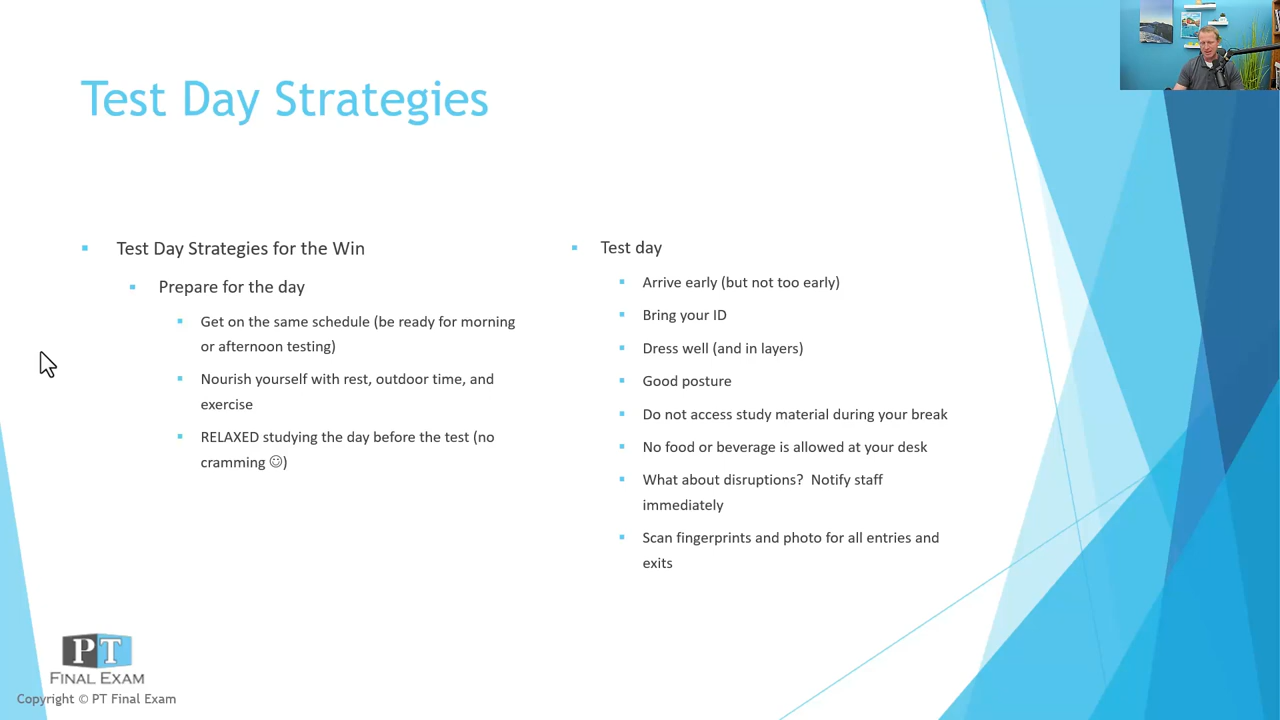 Test Day Strategies
Test Day Strategies for the Win
Prepare for the day
Get on the same schedule (be ready for morning
or afternoon testing)
Nourish yourself with rest, outdoor time, and
exercise
RELAXED studying the day before the test (no
cramming ☺)
Test day
Arrive early (but not too early)
Bring your ID
Dress well (and in layers)
Good posture
Do not access study material during your break
No food or beverage is allowed at your desk
What about disruptions?  Notify staff
immediately
Scan fingerprints and photo for all entries and
exits
PT
FINAL EXAM
Copyright © PT Final Exam